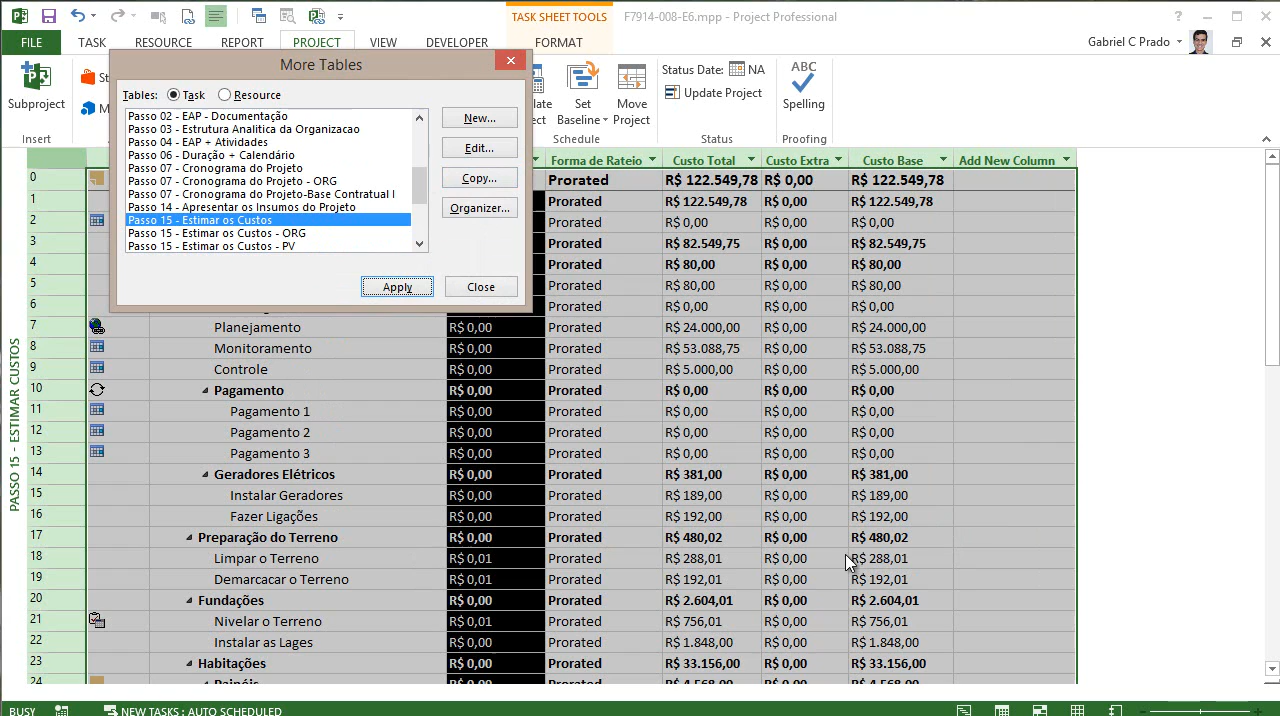 TASK SHEET TOOLS
F7914-008-E6.mpp - Project Professional
FILE TASK RESOURCE REPORT PROJECT VIEW DEVELOPER FORMAT
Gabriel C Prado
Subproject
Insert
Set Baseline
Move Project
Schedule
Status Date: NA
Update Project
Status
ABC
Spelling
Proofing
More Tables
Tables: Task Resource
Passo 02 - EAP - Documentação
Passo 03 - Estrutura Analitica da Organizacao
Passo 04 - EAP + Atividades
Passo 06 - Duração + Calendário
Passo 07 - Cronograma do Projeto
Passo 07 - Cronograma do Projeto - ORG
Passo 07 - Cronograma do Projeto-Base Contratual I
Passo 14 - Apresentar os Insumos do Projeto
Passo 15 - Estimar os Custos
Passo 15 - Estimar os Custos - ORG
Passo 15 - Estimar os Custos - PV
New...
Edit...
Copy...
Organizer...
Apply
Close
Forma de Rateio Custo Total Custo Extra Custo Base Add New Column
0 Prorated R$ 122.549,78 R$ 0,00 R$ 122.549,78
1 Prorated R$ 122.549,78 R$ 0,00 R$ 122.549,78
2 Prorated R$ 0,00 R$ 0,00 R$ 0,00
3 Prorated R$ 82.549,75 R$ 0,00 R$ 82.549,75
4 Prorated R$ 80,00 R$ 0,00 R$ 80,00
5 Prorated R$ 80,00 R$ 0,00 R$ 80,00
6 Prorated R$ 0,00 R$ 0,00 R$ 0,00
7 Planejamento R$ 0,00 Prorated R$ 24.000,00 R$ 0,00 R$ 24.000,00
8 Monitoramento R$ 0,00 Prorated R$ 53.088,75 R$ 0,00 R$ 53.088,75
9 Controle R$ 0,00 Prorated R$ 5.000,00 R$ 0,00 R$ 5.000,00
10 Pagamento R$ 0,00 Prorated R$ 0,00 R$ 0,00 R$ 0,00
11 Pagamento 1 R$ 0,00 Prorated R$ 0,00 R$ 0,00 R$ 0,00
12 Pagamento 2 R$ 0,00 Prorated R$ 0,00 R$ 0,00 R$ 0,00
13 Pagamento 3 R$ 0,00 Prorated R$ 0,00 R$ 0,00 R$ 0,00
14 Geradores Elétricos R$ 0,00 Prorated R$ 381,00 R$ 0,00 R$ 381,00
15 Instalar Geradores R$ 0,00 Prorated R$ 189,00 R$ 0,00 R$ 189,00
16 Fazer Ligações R$ 0,00 Prorated R$ 192,00 R$ 0,00 R$ 192,00
17 Preparação do Terreno R$ 0,00 Prorated R$ 480,02 R$ 0,00 R$ 480,02
18 Limpar o Terreno R$ 0,01 Prorated R$ 288,01 R$ 0,00 R$ 288,01
19 Demarcacar o Terreno R$ 0,01 Prorated R$ 192,01 R$ 0,00 R$ 192,01
20 Fundações R$ 0,00 Prorated R$ 2.604,01 R$ 0,00 R$ 2.604,01
21 Nivelar o Terreno R$ 0,01 Prorated R$ 756,01 R$ 0,00 R$ 756,01
22 Instalar as Lages R$ 0,00 Prorated R$ 1.848,00 R$ 0,00 R$ 1.848,00
23 Habitações R$ 0,00 Prorated R$ 33.156,00 R$ 0,00 R$ 33.156,00
24 Painóis R$ 0,00 Prorated R$ 4.568,00 R$ 0,00 R$ 4.568,00
PASSO 15 - ESTIMAR CUSTOS
BUSY NEW TASKS : AUTO SCHEDULED